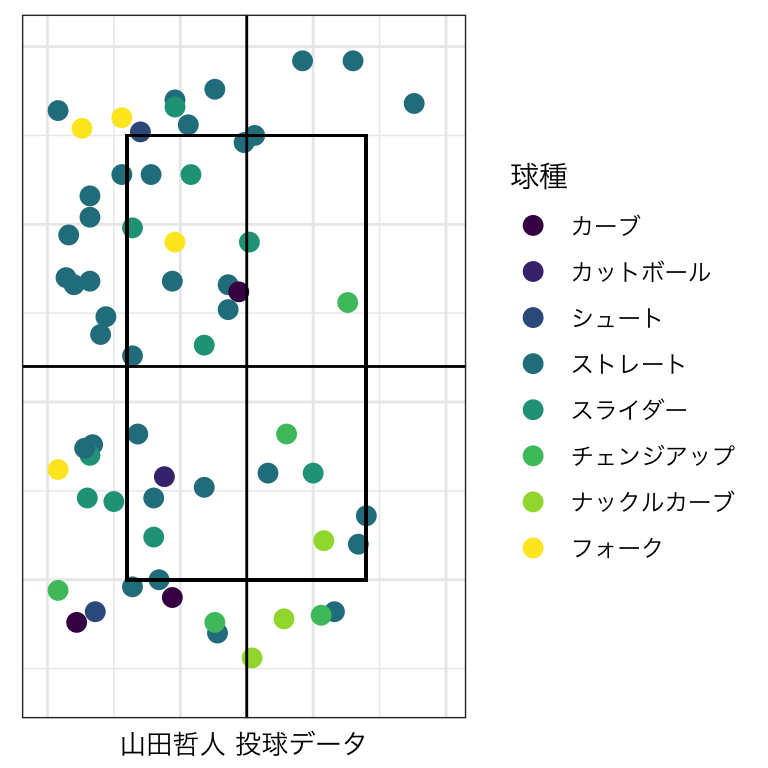 球種
カーブ
カットボール
シュート
ストレート
スライダー
チェンジアップ
ナックルカーブ
フォーク
山田哲人 投球データ